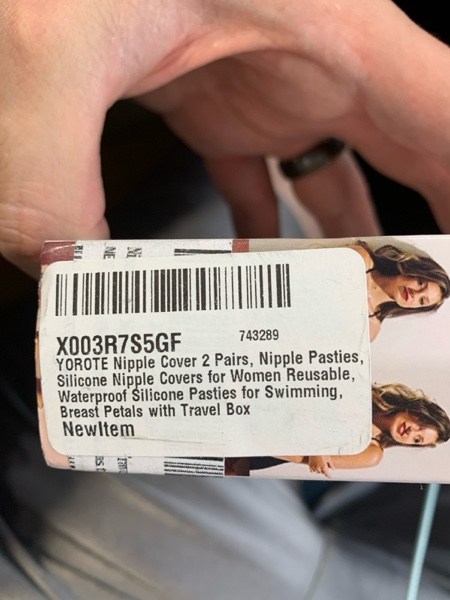 X003R7S5GF 743289
YOROTE Nipple Cover 2 Pairs, Nipple Pasties,
Silicone Nipple Covers for Women Reusable,
Waterproof Silicone Pasties for Swimming,
Breast Petals with Travel Box
NewItem